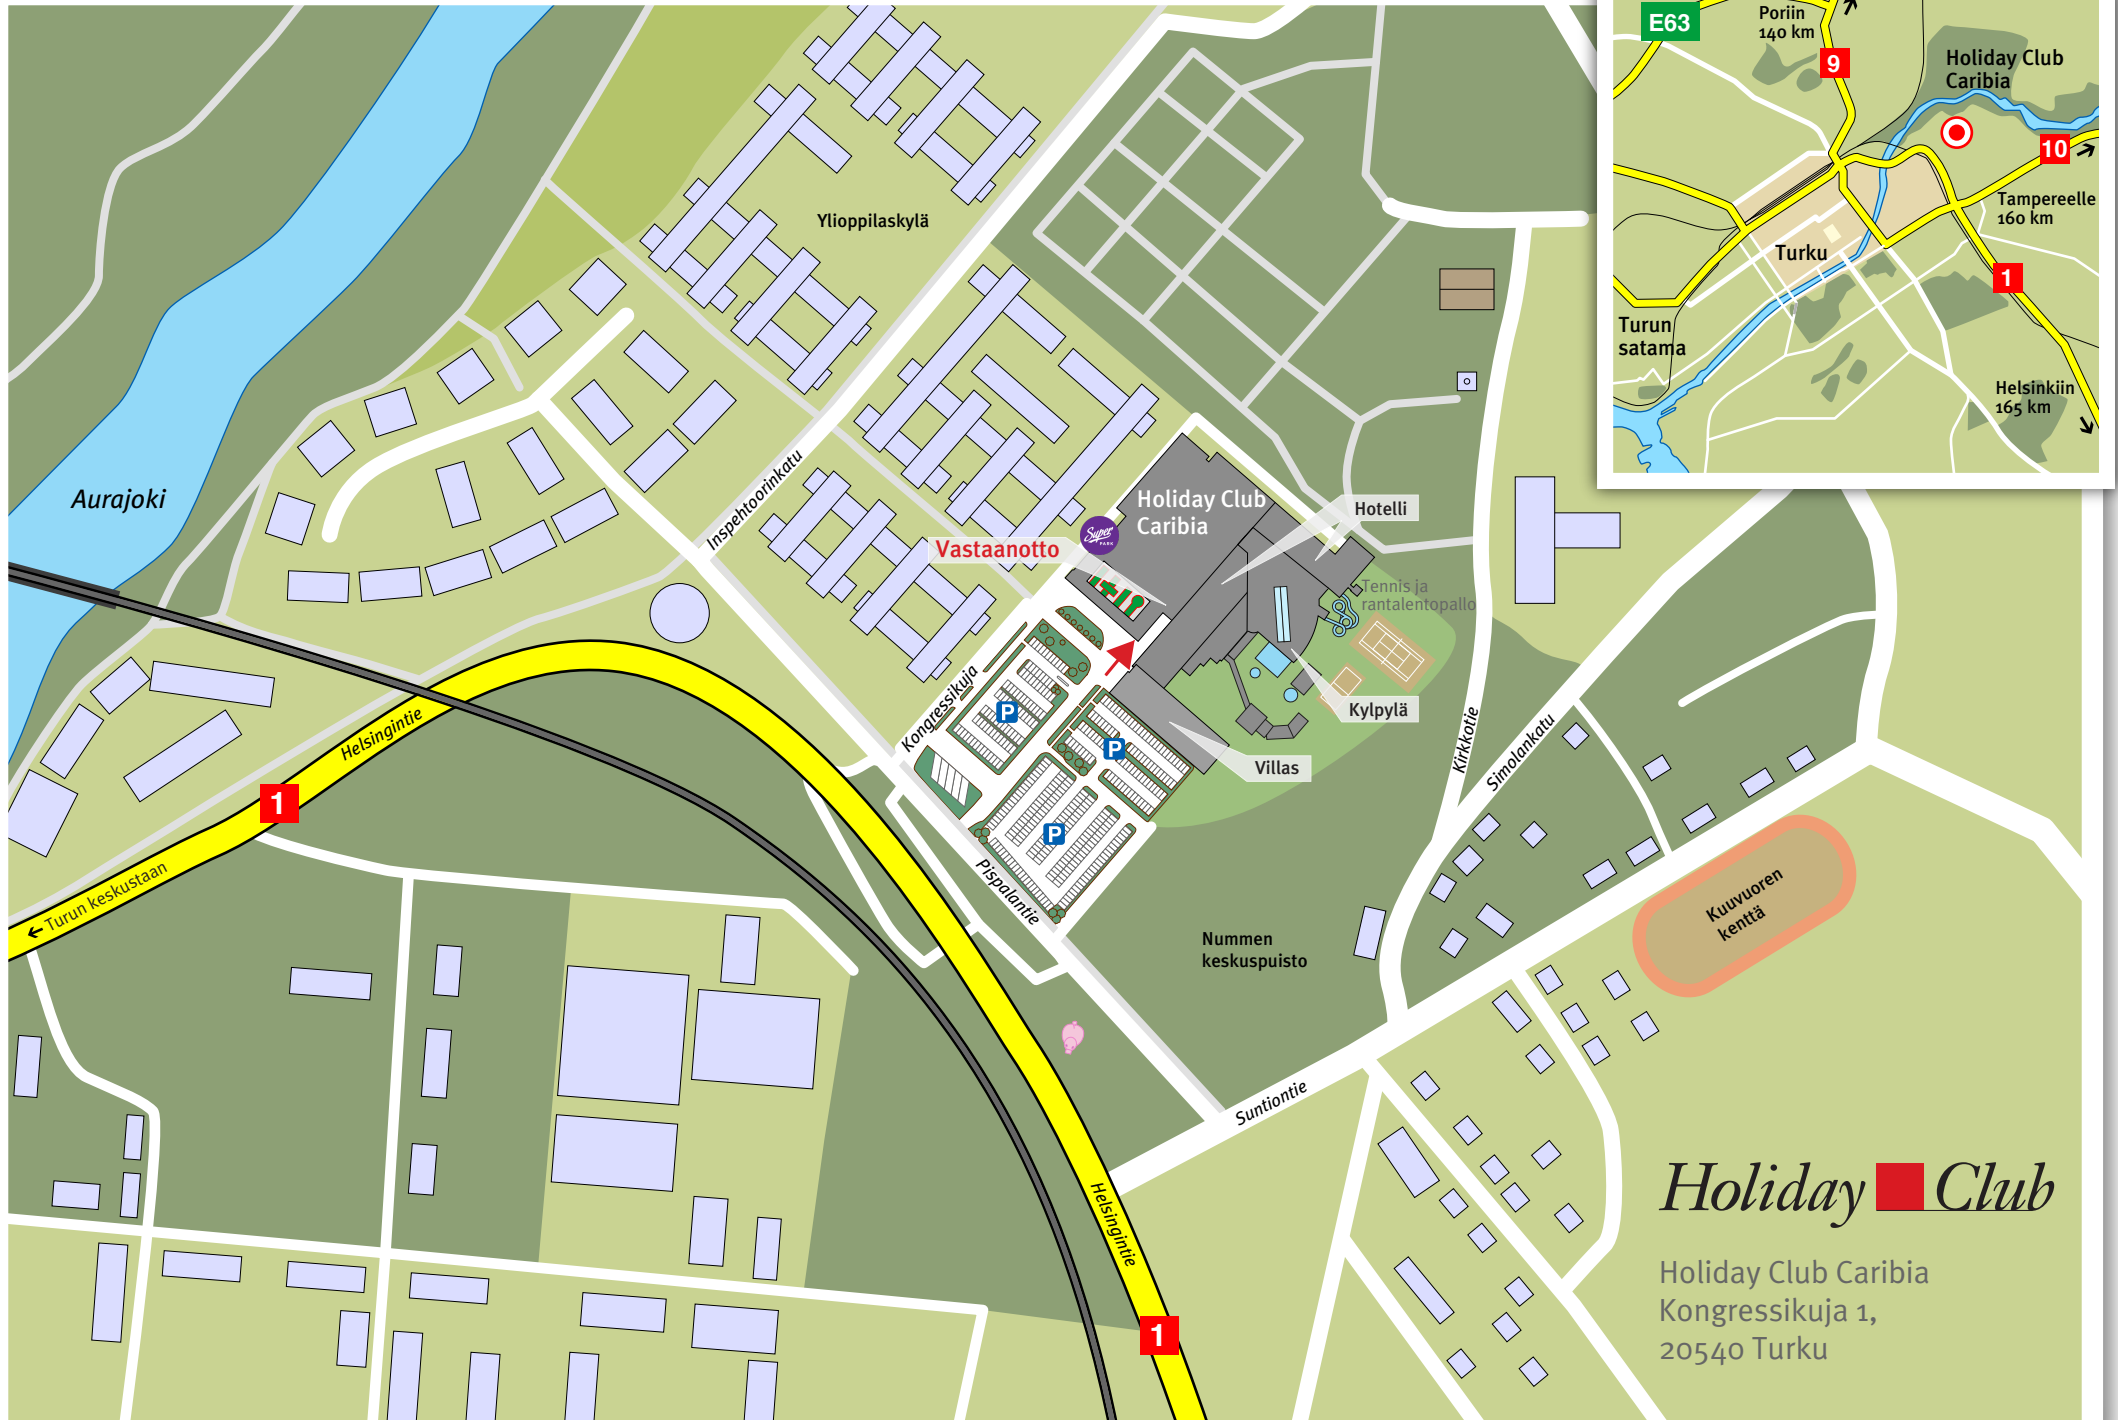 E63
Poriin
140 km
9
Holiday Club
Caribia
10
Tampereelle
160 km
Turku
1
Turun
satama
Helsinkiin
165 km
Ylioppilaskylä
Aurajoki
Inspehtoorinkatu
Holiday Club
Caribia
Hotelli
Super
PARK
Vastaanotto
Tennis ja
rantalentopallo
Kongressikuja
P
P
P
Kylpylä
Villas
Kirkkotie
Simolankatu
Helsingintie
1
← Turun keskustaan
Pispalantie
Nummen
keskuspuisto
Kuuvuoren
kenttä
Suntiontie
Helsingintie
1
Holiday Club
Holiday Club Caribia
Kongressikuja 1,
20540 Turku